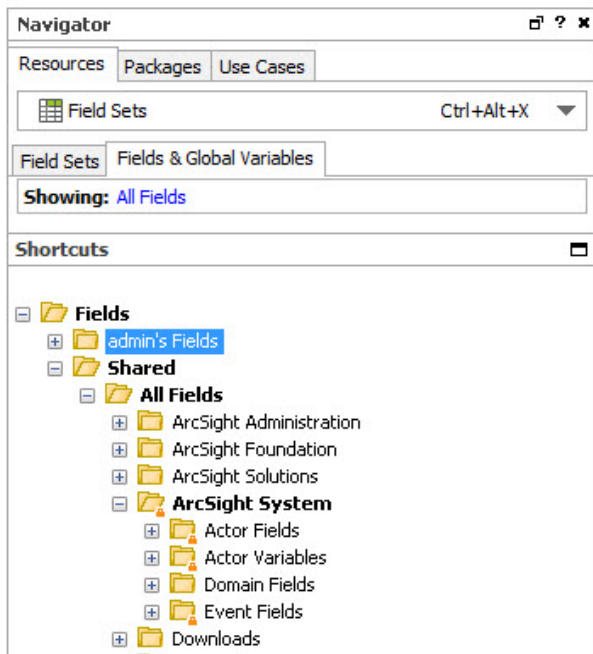 Navigator ?
Resources Packages Use Cases
Field Sets Ctrl+Alt+X
Field Sets Fields & Global Variables
Showing: All Fields
Shortcuts
Fields
admin's Fields
Shared
All Fields
ArcSight Administration
ArcSight Foundation
ArcSight Solutions
ArcSight System
Actor Fields
Actor Variables
Domain Fields
Event Fields
Downloads